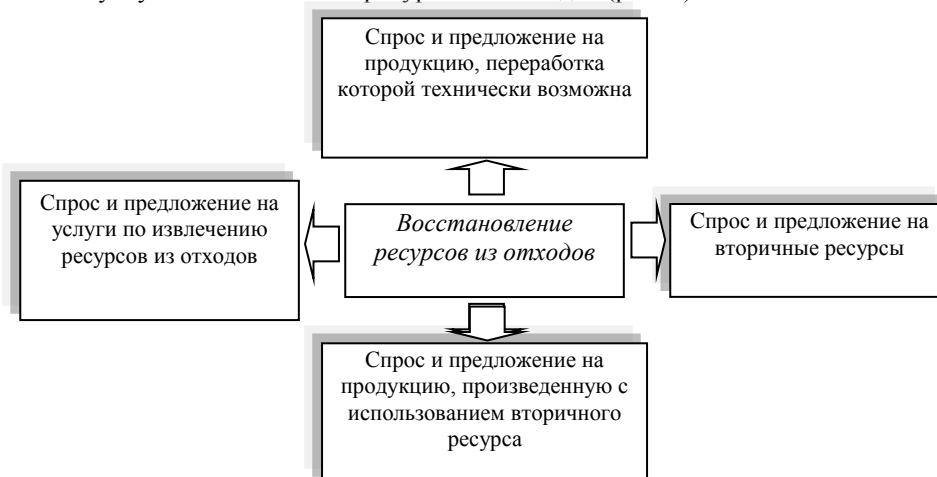 Спрос и предложение на
продукцию, переработка
которой технически возможна
Спрос и предложение на
услуги по извлечению
ресурсов из отходов
Восстановление
ресурсов из отходов
Спрос и предложение на
вторичные ресурсы
Спрос и предложение на
продукцию, произведенную с
использованием вторичного
ресурса